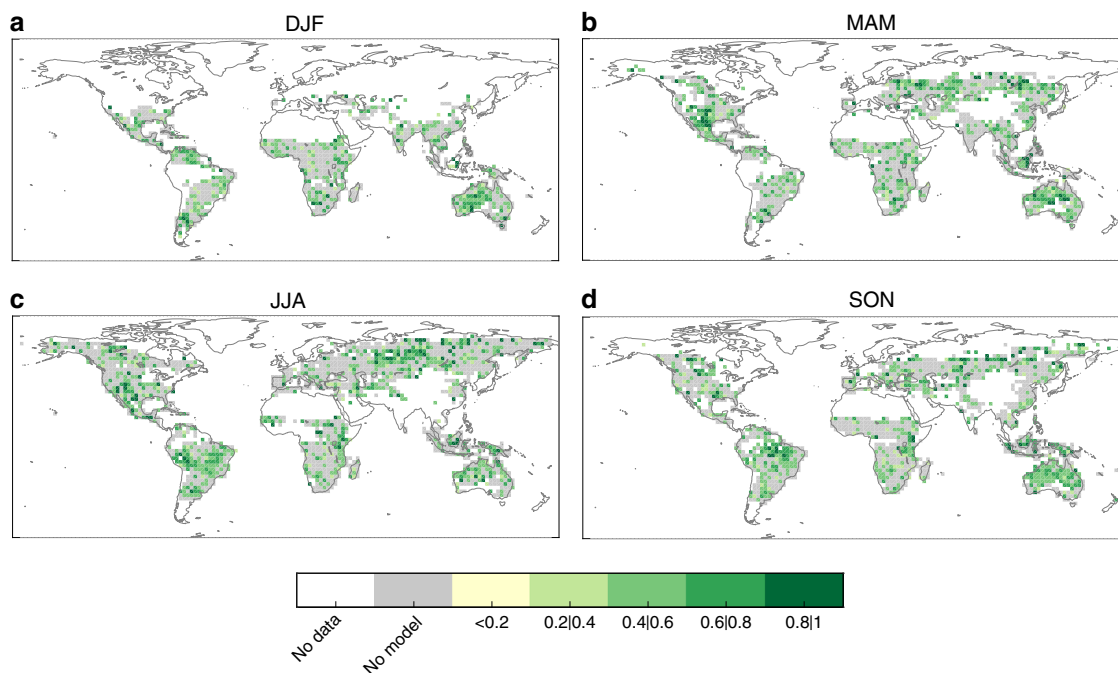 a DJF
b MAM
c JJA
d SON
No data
No model
<0.2
0.2|0.4
0.4|0.6
0.6|0.8
0.8|1